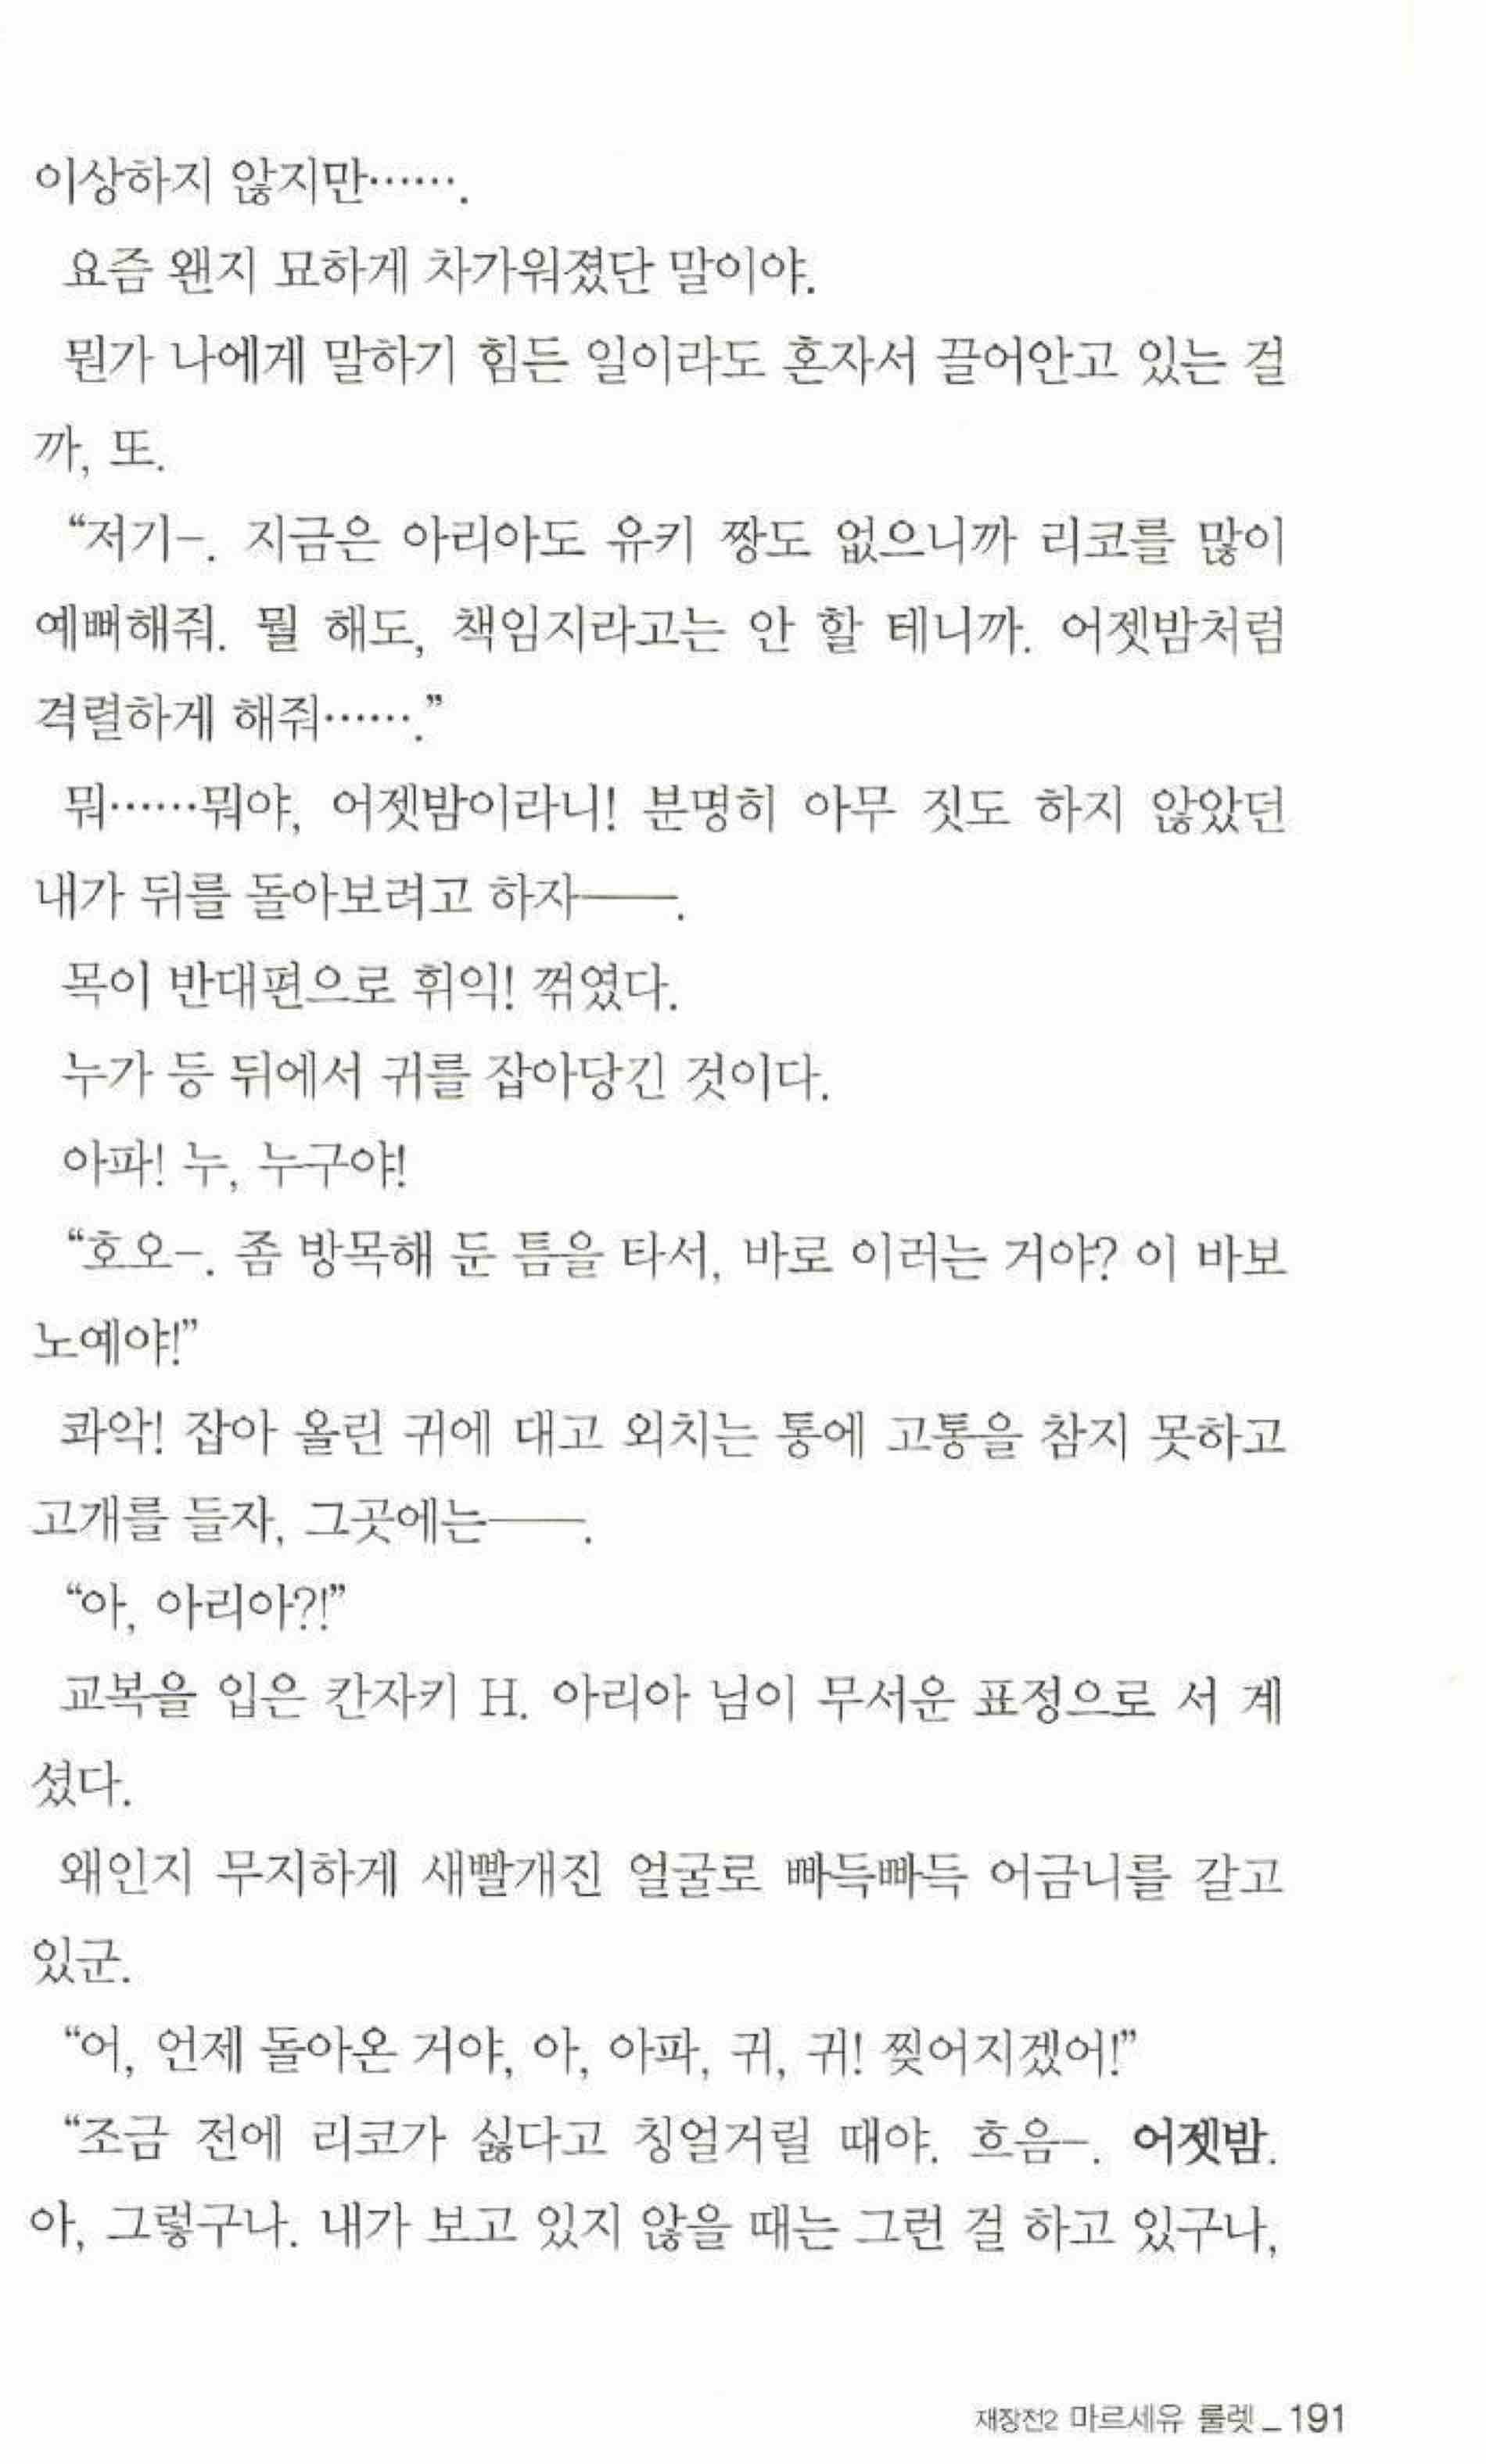 이상하지 않지만…….
요즘 왠지 묘하게 차가워졌단 말이야.
뭔가 나에게 말하기 힘든 일이라도 혼자서 끌어안고 있는 걸
까, 또.
“저기–. 지금은 아리아도 유키 짱도 없으니까 리코를 많이
예뻐해줘. 뭘 해도, 책임지라고는 안 할 테니까. 어젯밤처럼
격렬하게 해줘…….”
뭐……뭐야, 어젯밤이라니! 분명히 아무 짓도 하지 않았던
내가 뒤를 돌아보려고 하자――.
목이 반대편으로 휘익! 꺾였다.
누가 등 뒤에서 귀를 잡아당긴 것이다.
아파! 누, 누구야!
“호오–. 좀 방목해 둔 틈을 타서, 바로 이러는 거야? 이 바보
노예야!”
콰악! 잡아 올린 귀에 대고 외치는 통에 고통을 참지 못하고
고개를 들자, 그곳에는――.
“아, 아리아?!”
교복을 입은 칸자키 H. 아리아 님이 무서운 표정으로 서 계
셨다.
왜인지 무지하게 새빨개진 얼굴로 빠득빠득 어금니를 갈고
있군.
“어, 언제 돌아온 거야, 아, 아파, 귀, 귀! 찢어지겠어!”
“조금 전에 리코가 싫다고 칭얼거릴 때야. 흐음–. 어젯밤.
아, 그렇구나. 내가 보고 있지 않을 때는 그런 걸 하고 있구나,
재장전2 마르세유 룰렛_191